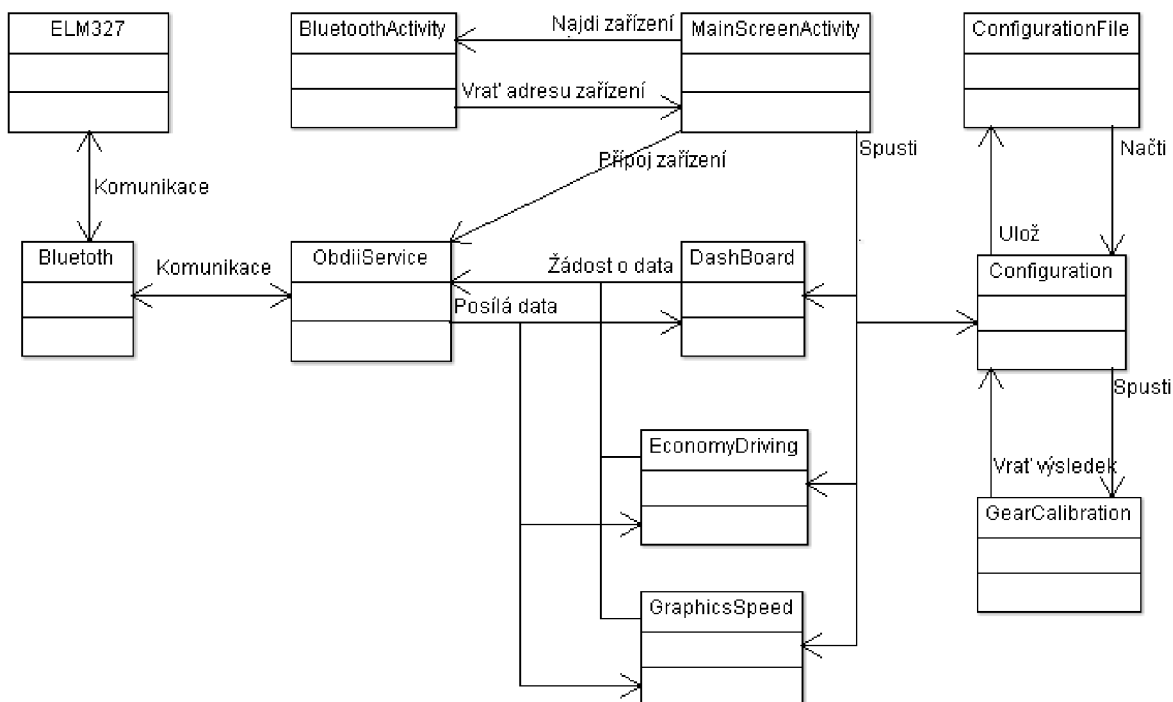 ELM327
BluetoothActivity
Najdi zařízení
MainScreenActivity
ConfigurationFile
Vrať adresu zařízení
Spusti
Načti
Přípoj zařízení
Komunikace
Ulož
Bluetoth
Komunikace
ObdiiService
Žádost o data
DashBoard
Configuration
Posílá data
Spusti
EconomyDriving
Vrať výsledek
GearCalibration
GraphicsSpeed